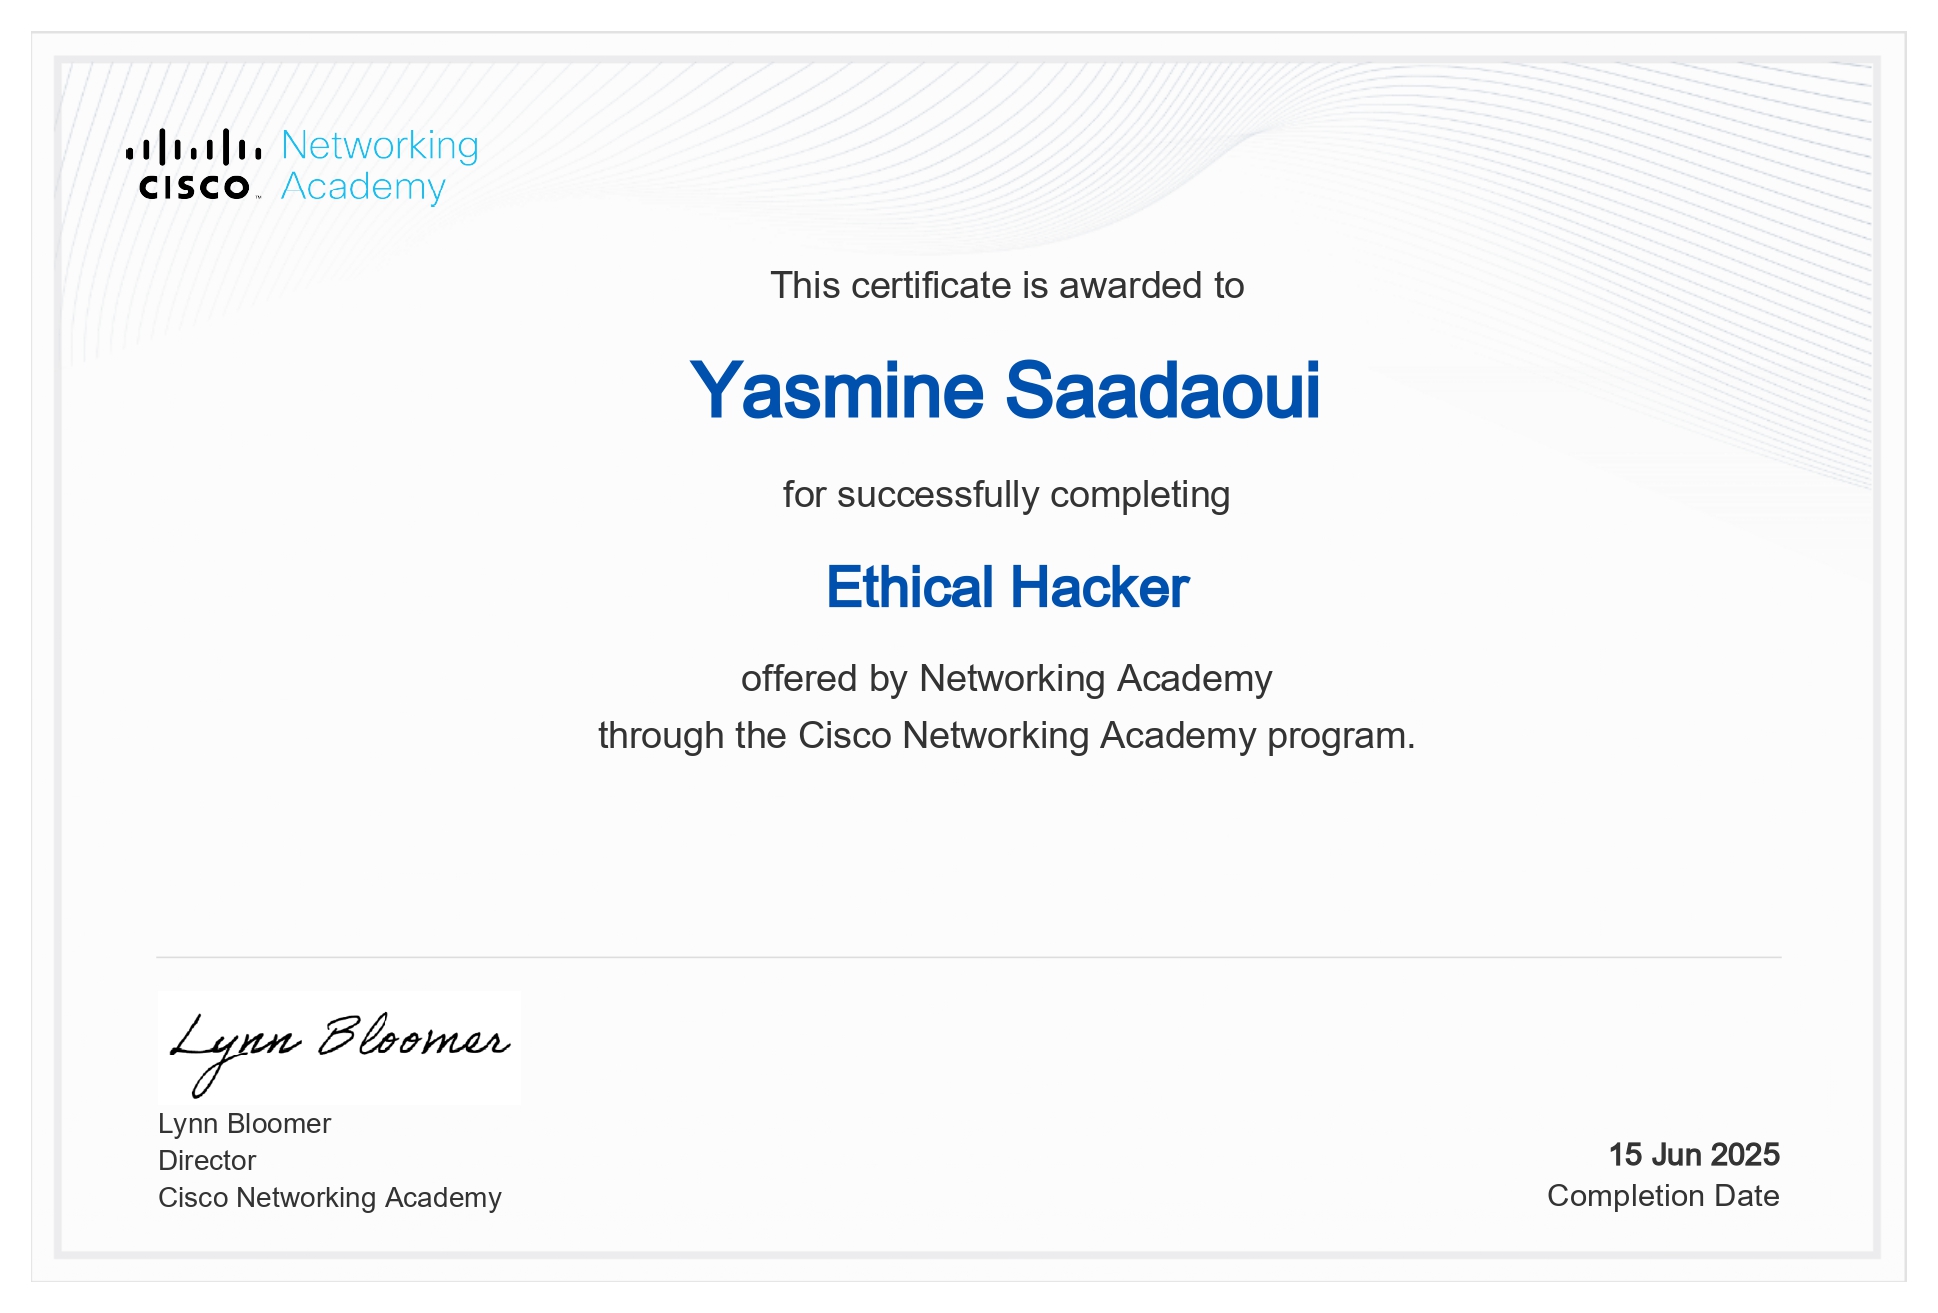 Networking
CISCO™ Academy
This certificate is awarded to
Yasmine Saadaoui
for successfully completing
Ethical Hacker
offered by Networking Academy
through the Cisco Networking Academy program.
Lynn Bloomer
Lynn Bloomer
Director
Cisco Networking Academy
15 Jun 2025
Completion Date